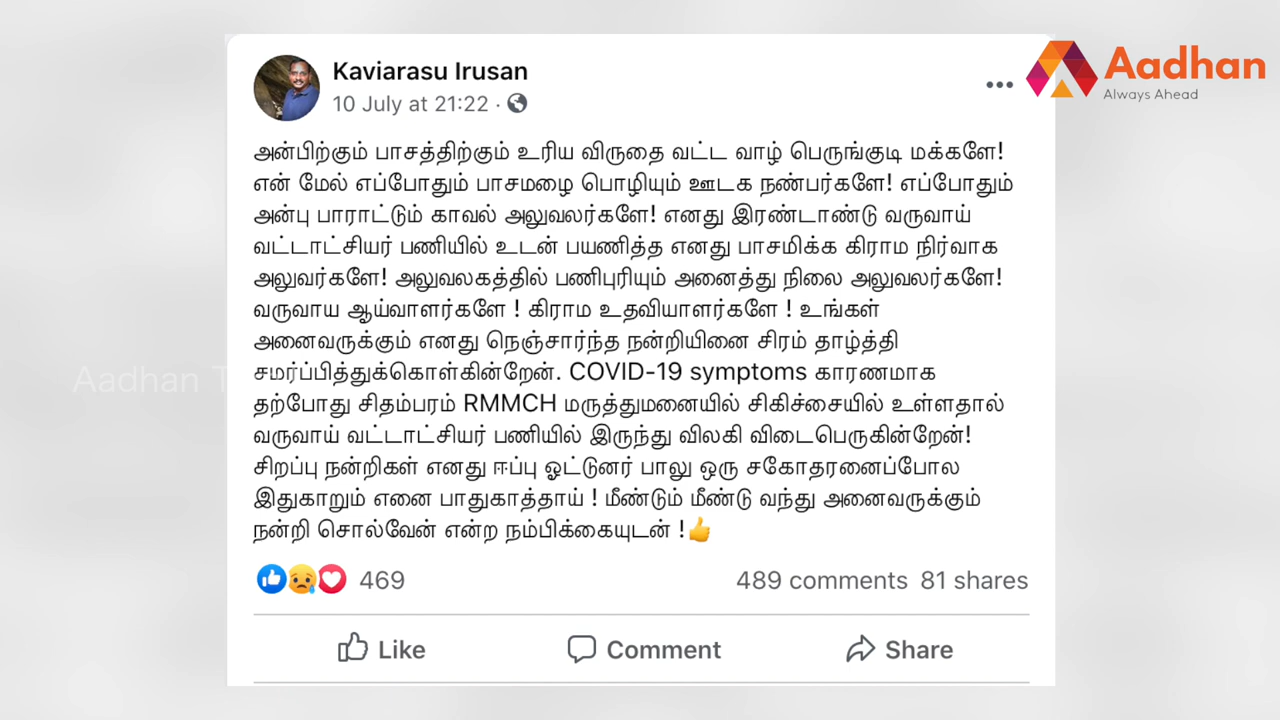 Kaviarasu Irusan
10 July at 21:22 ·
Aadhan
Always Ahead
அன்பிற்கும் பாசத்திற்கும் உரிய விருதை வட்ட வாழ் பெருங்குடி மக்களே!
என் மேல் எப்போதும் பாசமழை பொழியும் ஊடக நண்பர்களே! எப்போதும்
அன்பு பாராட்டும் காவல் அலுவலர்களே! எனது இரண்டாண்டு வருவாய்
வட்டாட்சியர் பணியில் உடன் பயணித்த எனது பாசமிக்க கிராம நிர்வாக
அலுவர்களே! அலுவலகத்தில் பணிபுரியும் அனைத்து நிலை அலுவலர்களே!
வருவாய ஆய்வாளர்களே ! கிராம உதவியாளர்களே ! உங்கள்
அனைவருக்கும் எனது நெஞ்சார்ந்த நன்றியினை சிரம் தாழ்த்தி
சமர்ப்பித்துக்கொள்கின்றேன். COVID-19 symptoms காரணமாக
தற்போது சிதம்பரம் RMMCH மருத்துமனையில் சிகிச்சையில் உள்ளதால்
வருவாய் வட்டாட்சியர் பணியில் இருந்து விலகி விடைபெருகின்றேன்!
சிறப்பு நன்றிகள் எனது ஈப்பு ஓட்டுனர் பாலு ஒரு சகோதரனைப்போல
இதுகாறும் எனை பாதுகாத்தாய் ! மீண்டும் மீண்டு வந்து அனைவருக்கும்
நன்றி சொல்வேன் என்ற நம்பிக்கையுடன் !👍
469
489 comments 81 shares
Like Comment Share
Aadhan T